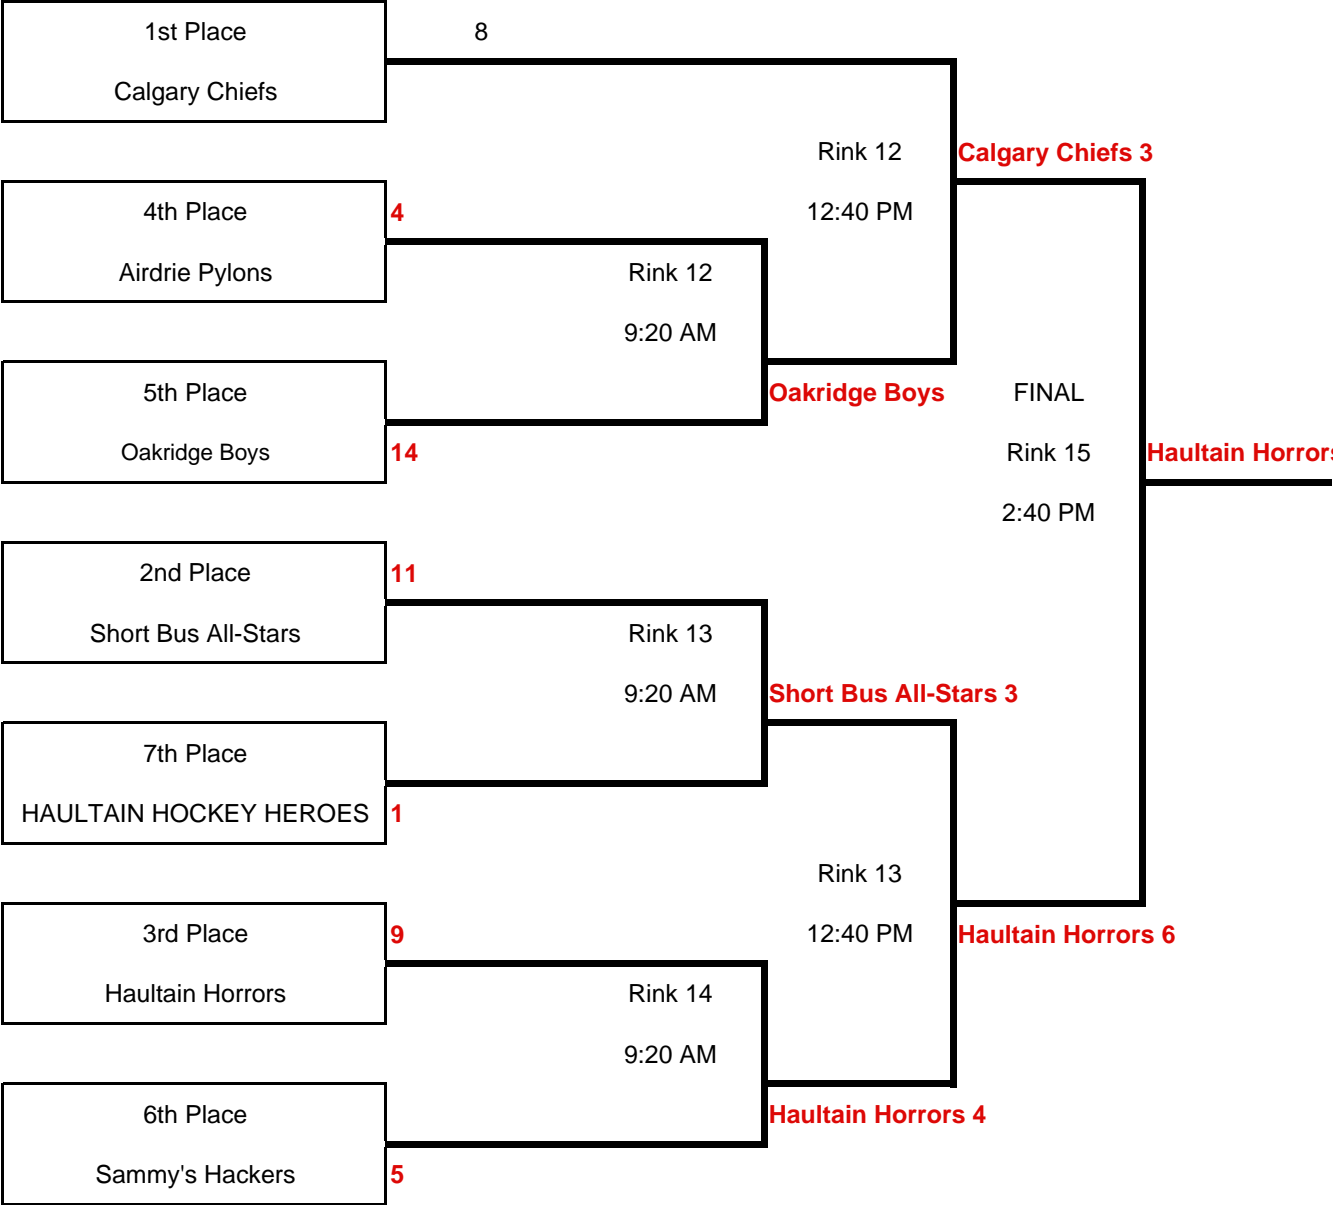 1st Place
8
Calgary Chiefs
Rink 12
Calgary Chiefs 3
4th Place
4
12:40 PM
Airdrie Pylons
Rink 12
9:20 AM
5th Place
Oakridge Boys
FINAL
Oakridge Boys
14
Rink 15
Haultain Horrors
2:40 PM
2nd Place
11
Short Bus All-Stars
Rink 13
9:20 AM
Short Bus All-Stars 3
7th Place
HAULTAIN HOCKEY HEROES
1
Rink 13
3rd Place
9
12:40 PM
Haultain Horrors 6
Haultain Horrors
Rink 14
9:20 AM
6th Place
Haultain Horrors 4
Sammy's Hackers
5